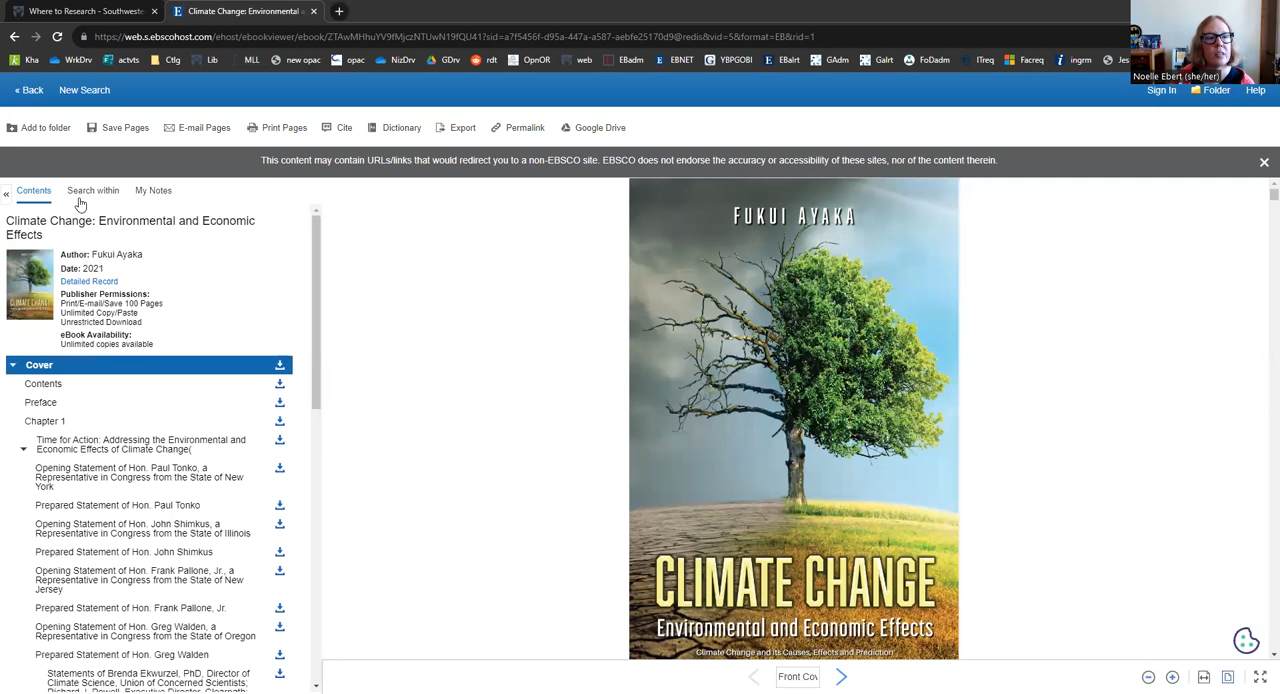 Where to Research - Southweste
Climate Change: Environmental a
https://web.s.ebscohost.com/ehost/ebookviewer/ebook/ZTAwMHhuYV9fMjczNTUwN19fQU41?sid=a7f5456f-d95a-447a-a587-aebfe25170d9@redis&vid=5&format=EB&rid=1
Kha WrkDrv actvts Ctlg Lib MLL new opac opac NizDrv GDrv rdt OpnOR web EBadm EBNET YBPGOBI EBalrt GAdm Galrt FoDadm ITreq Facreq ingrm Jes
Noelle Ebert (she/her)
« Back New Search Sign In Folder Help
Add to folder Save Pages E-mail Pages Print Pages Cite Dictionary Export Permalink Google Drive
This content may contain URLs/links that would redirect you to a non-EBSCO site. EBSCO does not endorse the accuracy or accessibility of these sites, nor of the content therein.
« Contents Search within My Notes
Climate Change: Environmental and Economic
Effects
Author: Fukui Ayaka
Date: 2021
Detailed Record
Publisher Permissions:
Print/E-mail/Save 100 Pages
Unlimited Copy/Paste
Unrestricted Download
eBook Availability:
Unlimited copies available
Cover
Contents
Preface
Chapter 1
Time for Action: Addressing the Environmental and
Economic Effects of Climate Change(
Opening Statement of Hon. Paul Tonko, a
Representative in Congress from the State of New
York
Prepared Statement of Hon. Paul Tonko
Opening Statement of Hon. John Shimkus, a
Representative in Congress from the State of Illinois
Prepared Statement of Hon. John Shimkus
Opening Statement of Hon. Frank Pallone, Jr., a
Representative in Congress from the State of New
Jersey
Prepared Statement of Hon. Frank Pallone, Jr.
Opening Statement of Hon. Greg Walden, a
Representative in Congress from the State of Oregon
Prepared Statement of Hon. Greg Walden
Statements of Brenda Ekwurzel, PhD, Director of
Climate Science, Union of Concerned Scientists;
Richard J. Powell, Executive Director, Clearpath;
FUKUI AYAKA
CLIMATE CHANGE
CLIMATE CHANGE
Environmental and Economic Effects
Climate Change and its Causes, Effects and Prediction
Front Cov